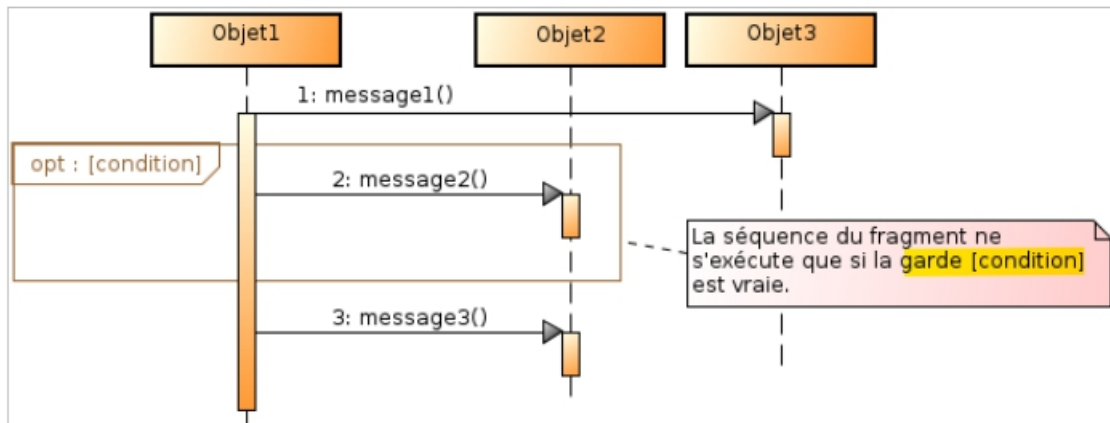 Objet1
Objet2
Objet3
1: message1()
opt : [condition]
2: message2()
La séquence du fragment ne
s'exécute que si la garde [condition]
est vraie.
3: message3()